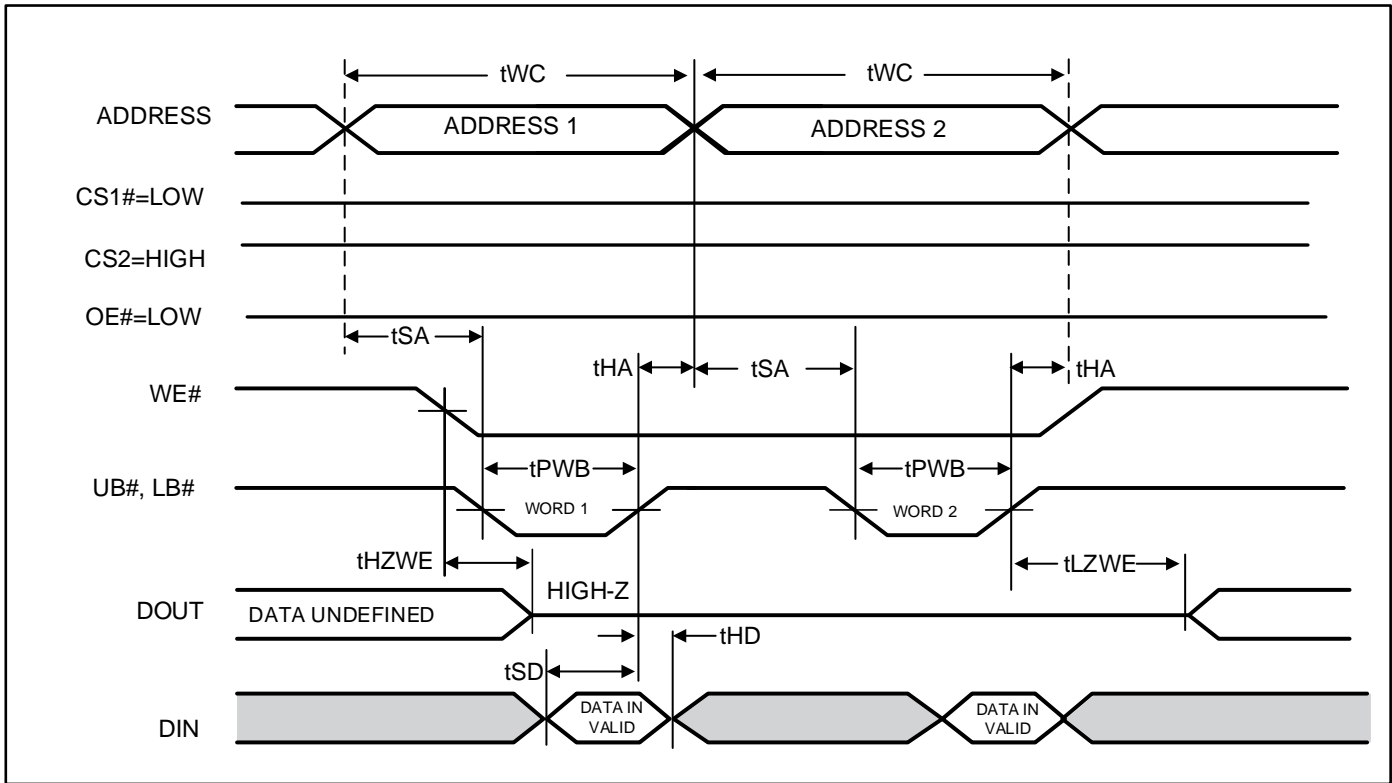 tWC tWC
ADDRESS ADDRESS 1 ADDRESS 2
CS1#=LOW
CS2=HIGH
OE#=LOW
tSA
tHA tSA tHA
WE#
tPWB tPWB
UB#, LB# WORD 1 WORD 2
tHZWE tLZWE
HIGH-Z
DOUT DATA UNDEFINED
tHD
tSD
DIN DATA IN VALID DATA IN VALID